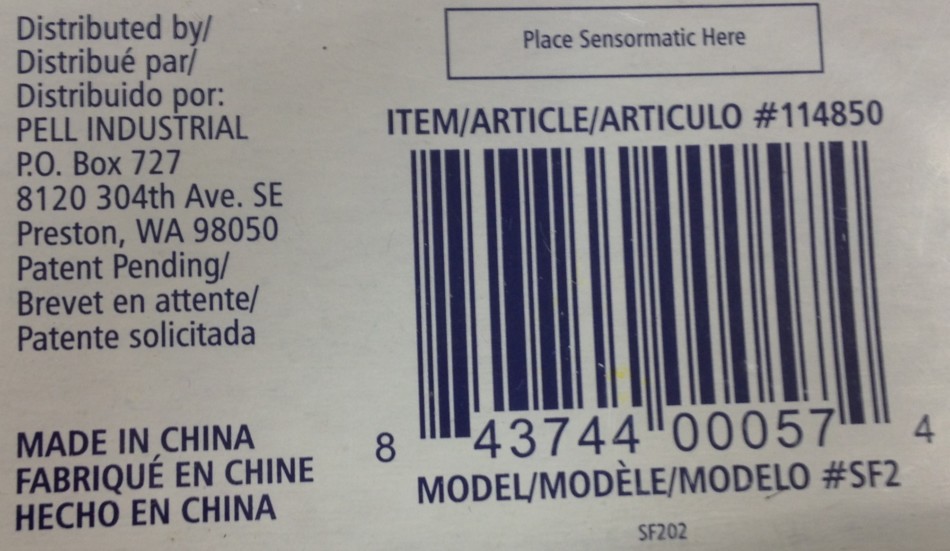 Distributed by/
Distribué par/
Distribuido por:
PELL INDUSTRIAL
P.O. Box 727
8120 304th Ave. SE
Preston, WA 98050
Patent Pending/
Brevet en attente/
Patente solicitada
MADE IN CHINA
FABRIQUÉ EN CHINE
HECHO EN CHINA
Place Sensormatic Here
ITEM/ARTICLE/ARTICULO #114850
8 43744 00057 4
MODEL/MODÈLE/MODELO #SF2
SF202